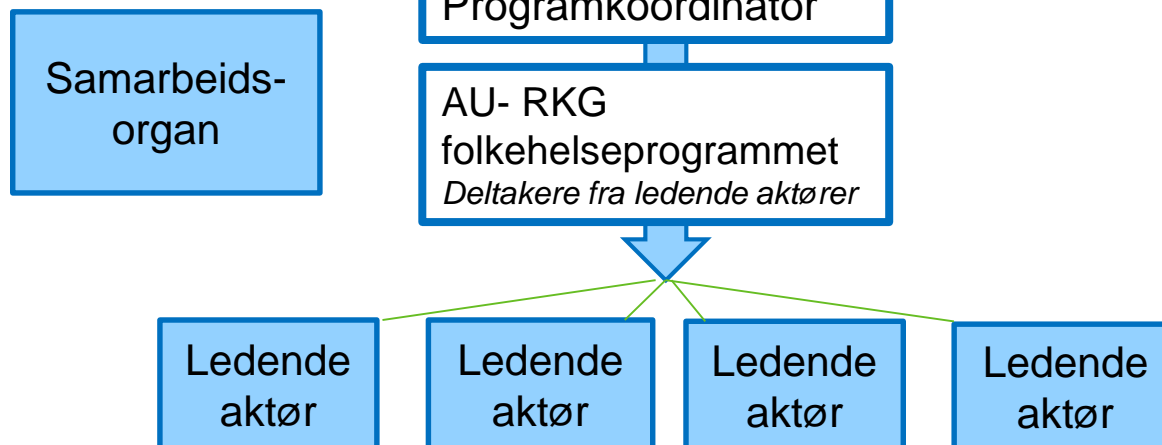 Programkoordinator
Samarbeids-
organ
AU- RKG
folkehelseprogrammet
Deltakere fra ledende aktører
Ledende
aktør
Ledende
aktør
Ledende
aktør
Ledende
aktør